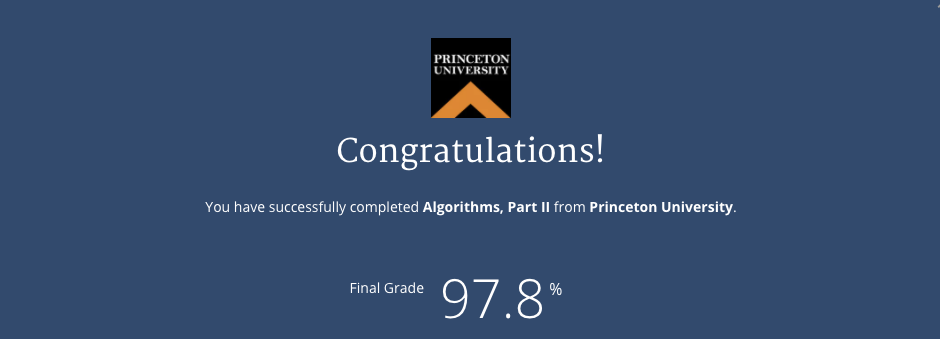 PRINCETON
UNIVERSITY
Congratulations!
You have successfully completed Algorithms, Part II from Princeton University.
Final Grade 97.8 %